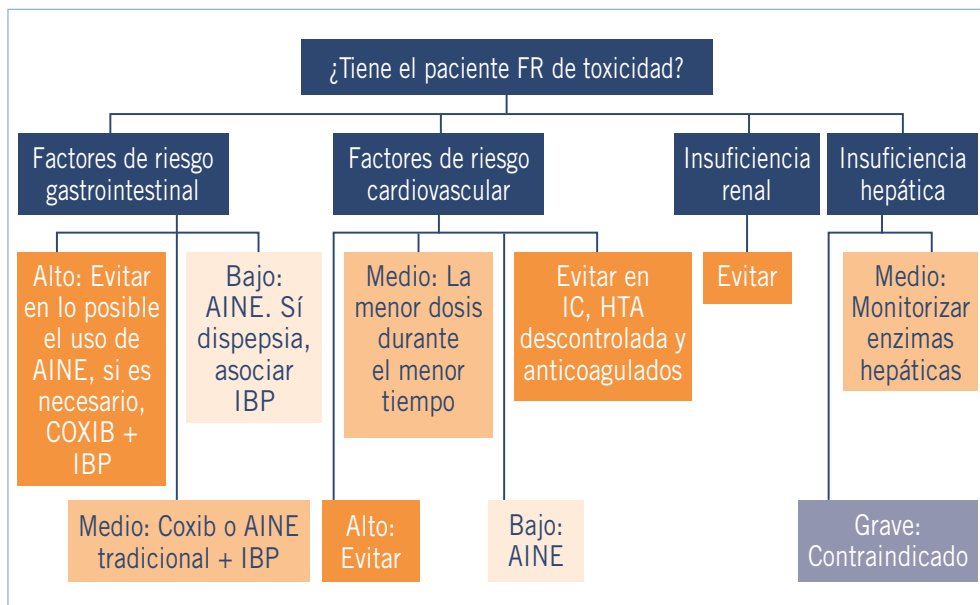 ¿Tiene el paciente FR de toxicidad?
Factores de riesgo
gastrointestinal
Factores de riesgo
cardiovascular
Insuficiencia
renal
Insuficiencia
hepática
Alto: Evitar
en lo posible
el uso de
AINE, si es
necesario,
COXIB +
IBP
Bajo:
AINE. Sí
dispepsia,
asociar
IBP
Medio: La
menor dosis
durante
el menor
tiempo
Evitar en
IC, HTA
descontrolada y
anticoagulados
Evitar
Medio:
Monitorizar
enzimas
hepáticas
Medio: Coxib o AINE
tradicional + IBP
Alto:
Evitar
Bajo:
AINE
Grave:
Contraindicado